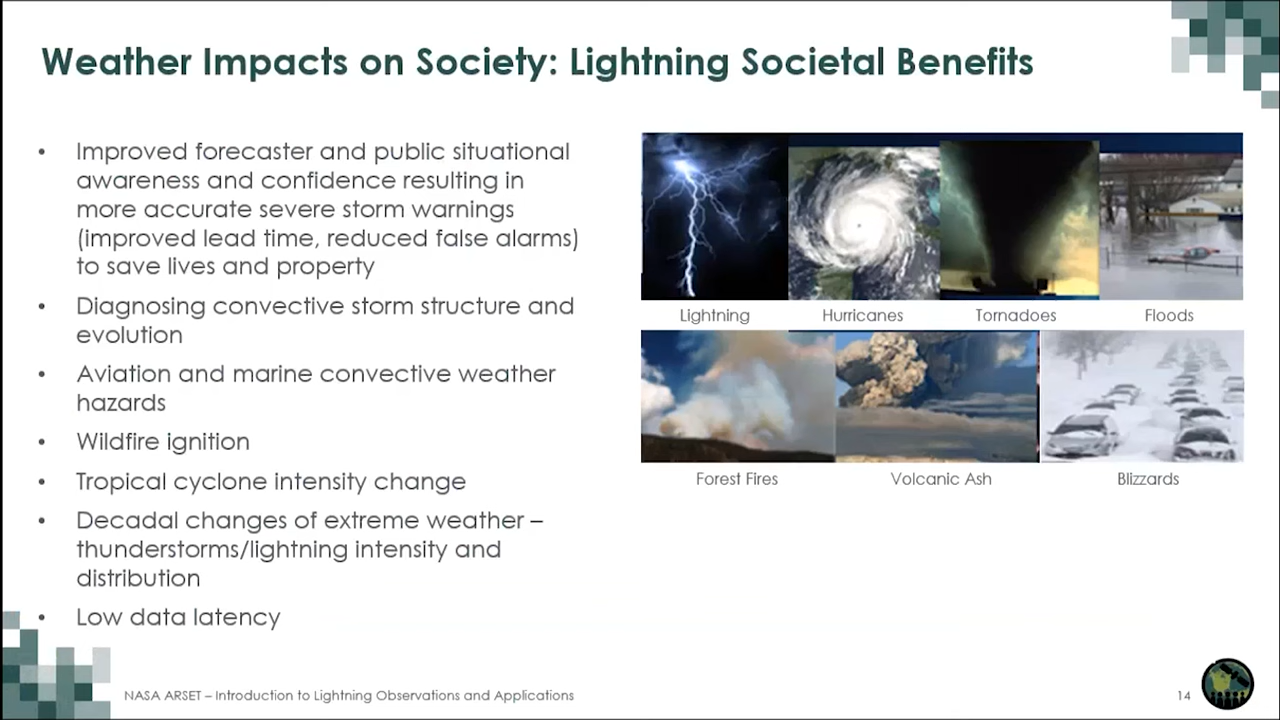 Weather Impacts on Society: Lightning Societal Benefits
• Improved forecaster and public situational
awareness and confidence resulting in
more accurate severe storm warnings
(improved lead time, reduced false alarms)
to save lives and property
• Diagnosing convective storm structure and
evolution
• Aviation and marine convective weather
hazards
• Wildfire ignition
• Tropical cyclone intensity change
• Decadal changes of extreme weather –
thunderstorms/lightning intensity and
distribution
• Low data latency
Lightning
Hurricanes
Tornadoes
Floods
Forest Fires
Volcanic Ash
Blizzards
NASA ARSET – Introduction to Lightning Observations and Applications
14